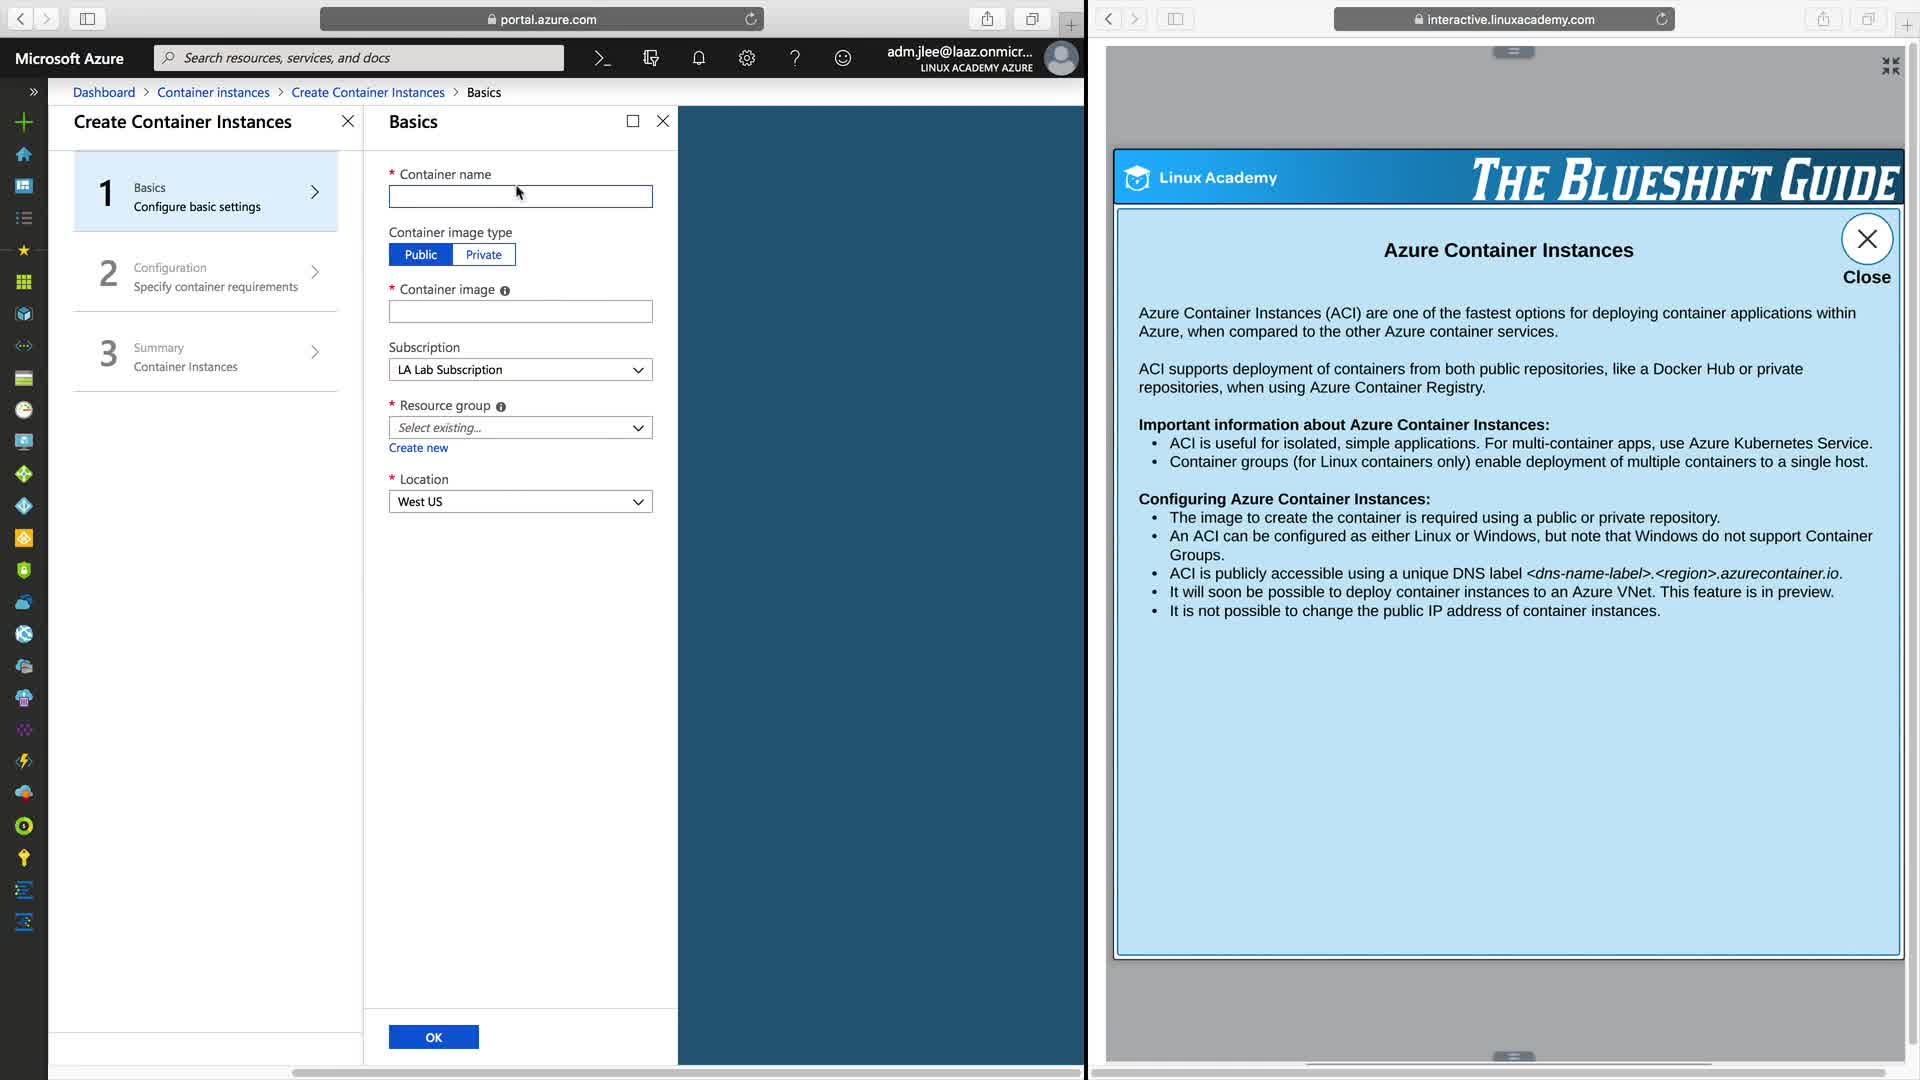 portal.azure.com
interactive.linuxacademy.com
Microsoft Azure
Search resources, services, and docs
adm.jlee@laaz.onmicr...
LINUX ACADEMY AZURE
Dashboard > Container instances > Create Container Instances > Basics
Create Container Instances
1
Basics
Configure basic settings
2
Configuration
Specify container requirements
3
Summary
Container Instances
Basics
* Container name
Container image type
Public Private
* Container image
Subscription
LA Lab Subscription
* Resource group
Select existing...
Create new
* Location
West US
OK
Linux Academy
THE BLUESHIFT GUIDE
Azure Container Instances
Close
Azure Container Instances (ACI) are one of the fastest options for deploying container applications within
Azure, when compared to the other Azure container services.
ACI supports deployment of containers from both public repositories, like a Docker Hub or private
repositories, when using Azure Container Registry.
Important information about Azure Container Instances:
• ACI is useful for isolated, simple applications. For multi-container apps, use Azure Kubernetes Service.
• Container groups (for Linux containers only) enable deployment of multiple containers to a single host.
Configuring Azure Container Instances:
• The image to create the container is required using a public or private repository.
• An ACI can be configured as either Linux or Windows, but note that Windows do not support Container
Groups.
• ACI is publicly accessible using a unique DNS label <dns-name-label>.<region>.azurecontainer.io.
• It will soon be possible to deploy container instances to an Azure VNet. This feature is in preview.
• It is not possible to change the public IP address of container instances.